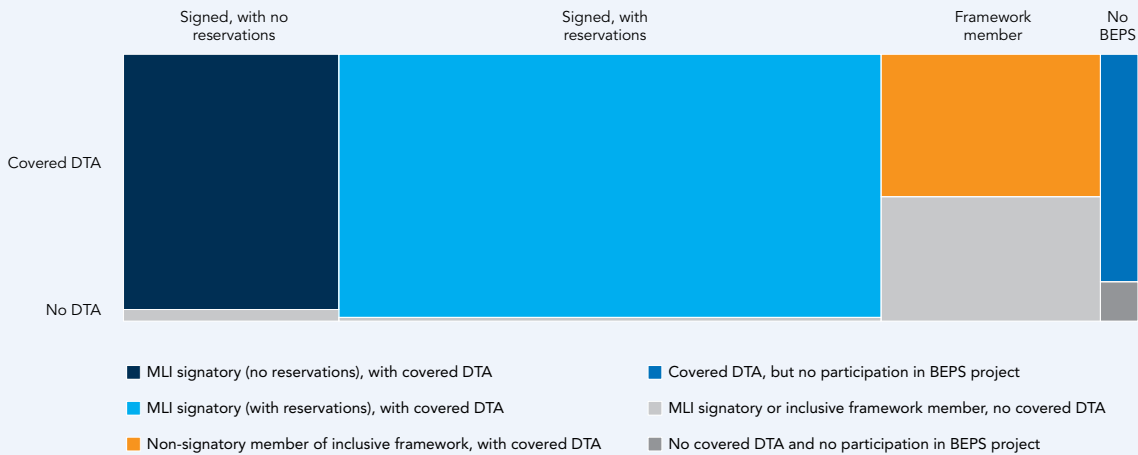 Signed, with no
reservations
Signed, with
reservations
Framework
member
No
BEPS
Covered DTA
No DTA
MLI signatory (no reservations), with covered DTA
MLI signatory (with reservations), with covered DTA
Non-signatory member of inclusive framework, with covered DTA
Covered DTA, but no participation in BEPS project
MLI signatory or inclusive framework member, no covered DTA
No covered DTA and no participation in BEPS project